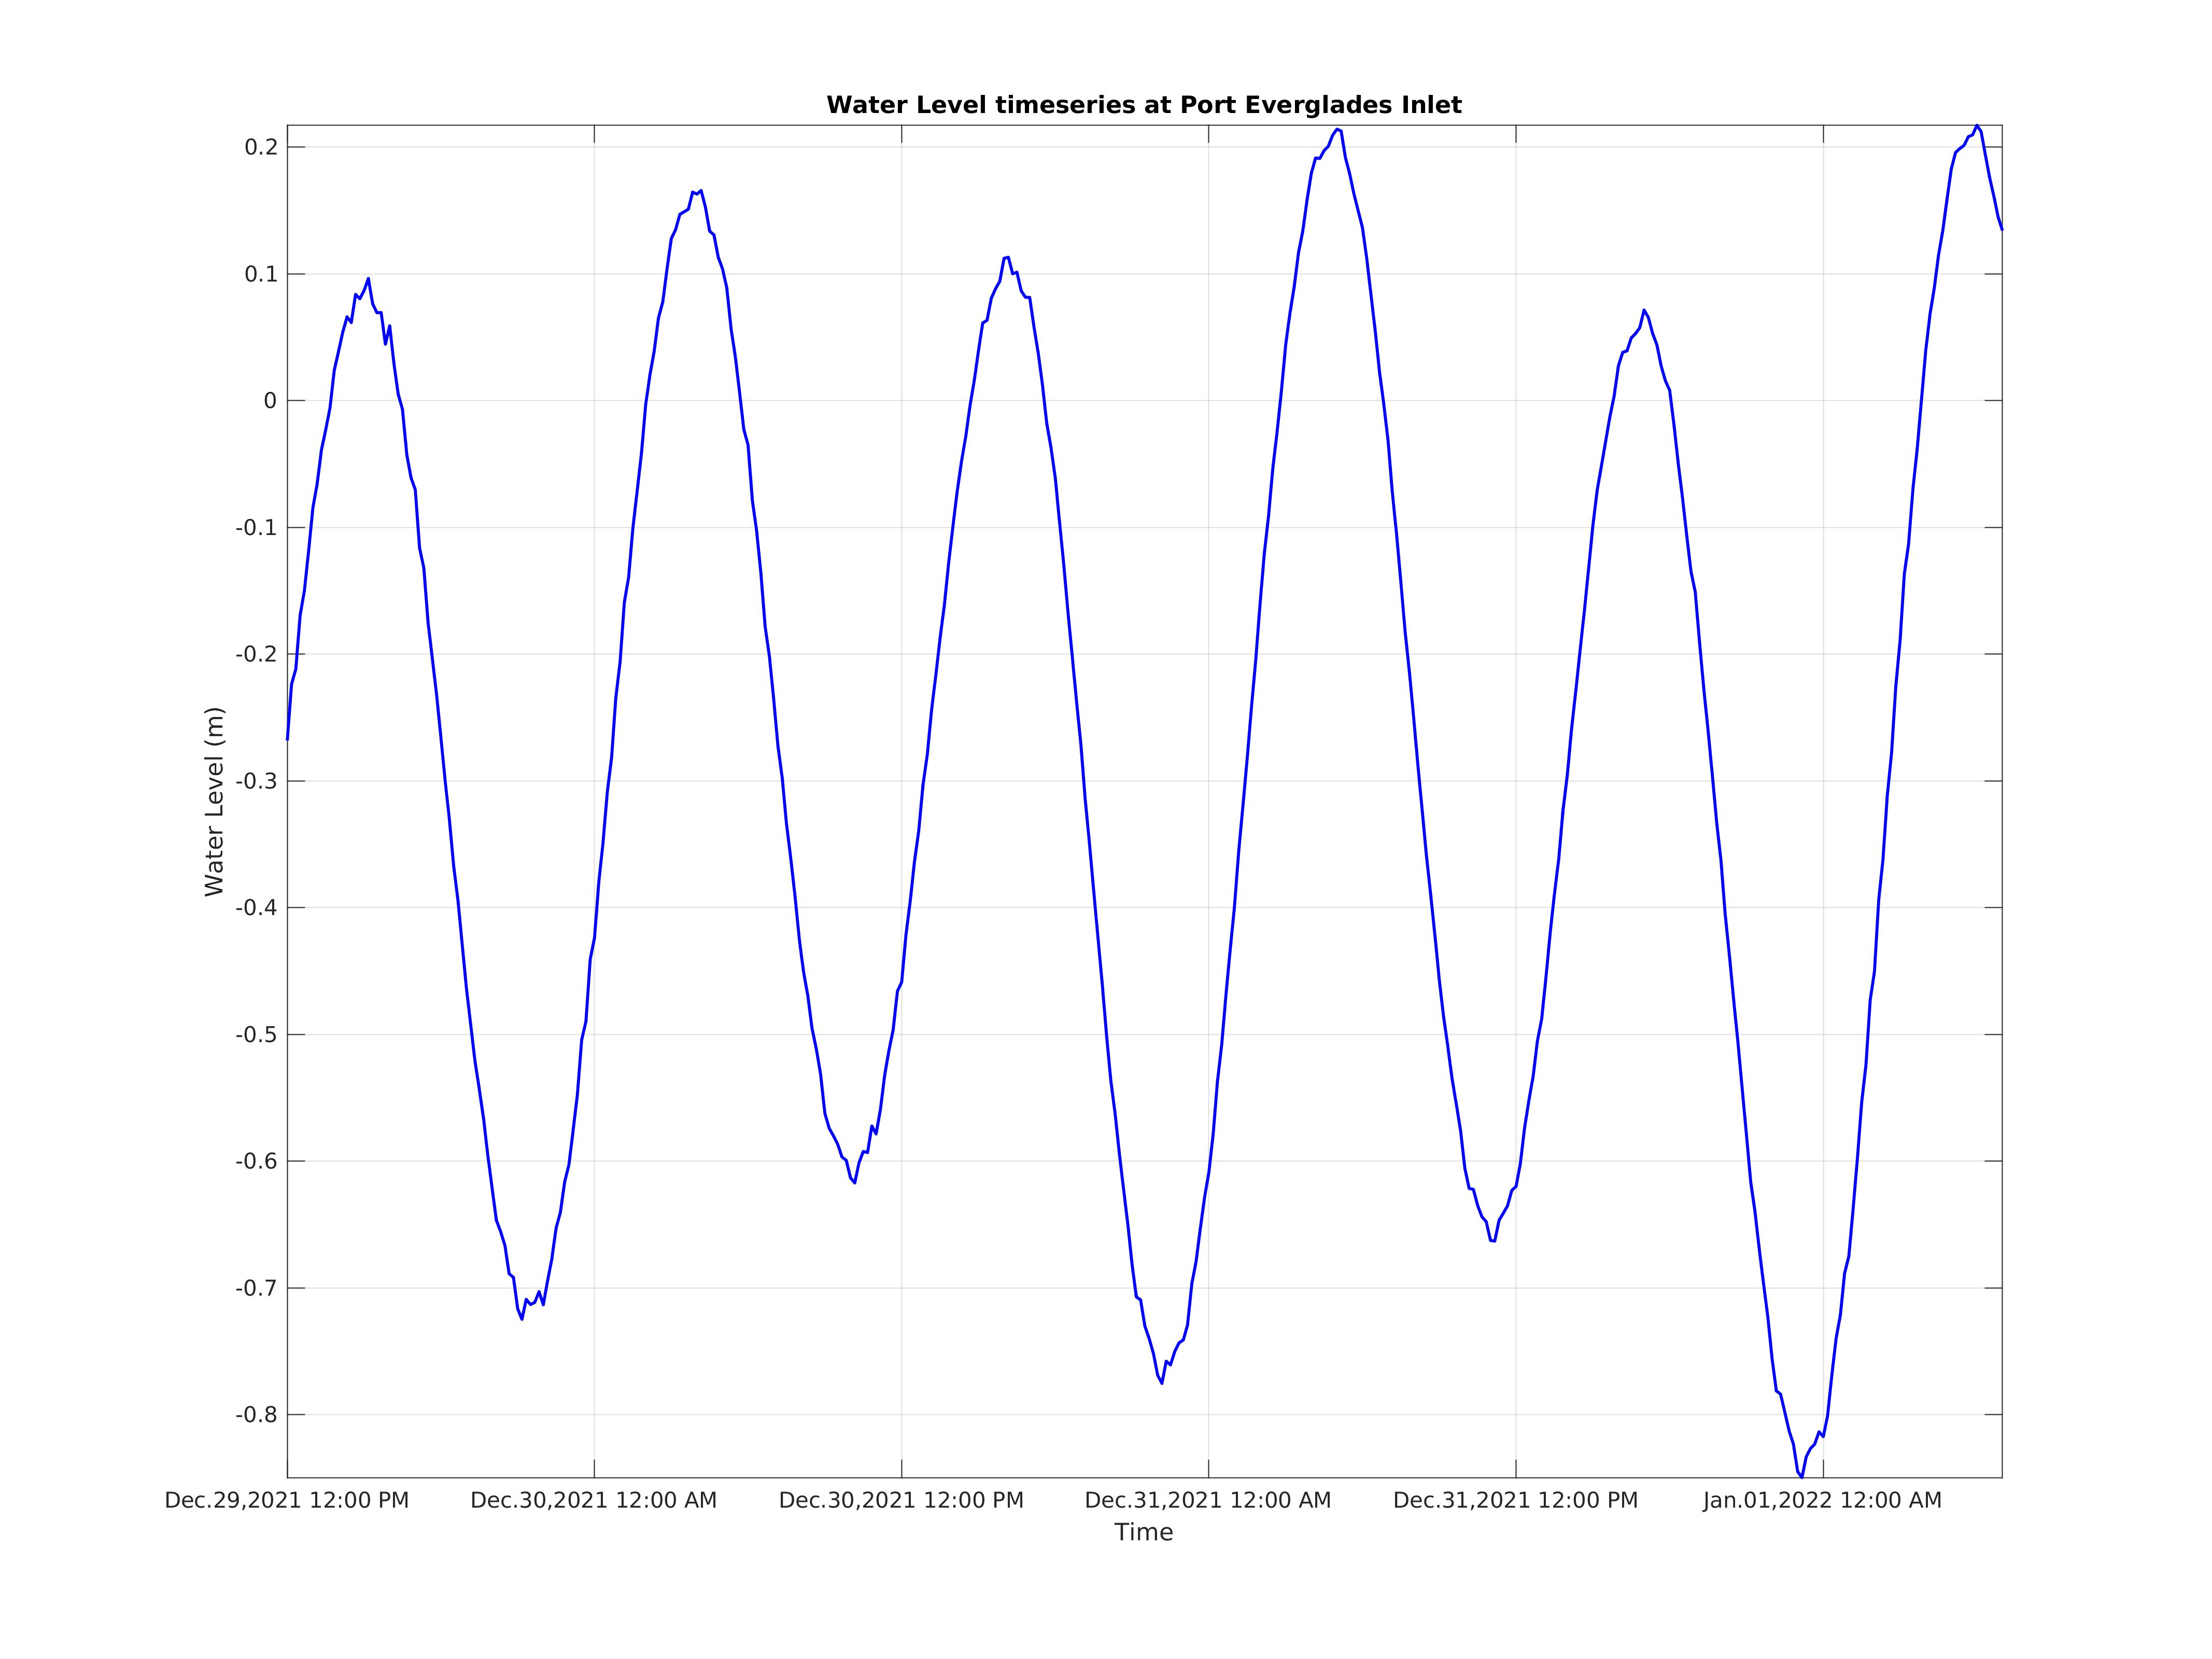 Water Level timeseries at Port Everglades Inlet
0.2
0.1
0
-0.1
-0.2
-0.3
-0.4
-0.5
-0.6
-0.7
-0.8
Water Level (m)
Dec.29,2021 12:00 PM Dec.30,2021 12:00 AM Dec.30,2021 12:00 PM Dec.31,2021 12:00 AM Dec.31,2021 12:00 PM Jan.01,2022 12:00 AM
Time